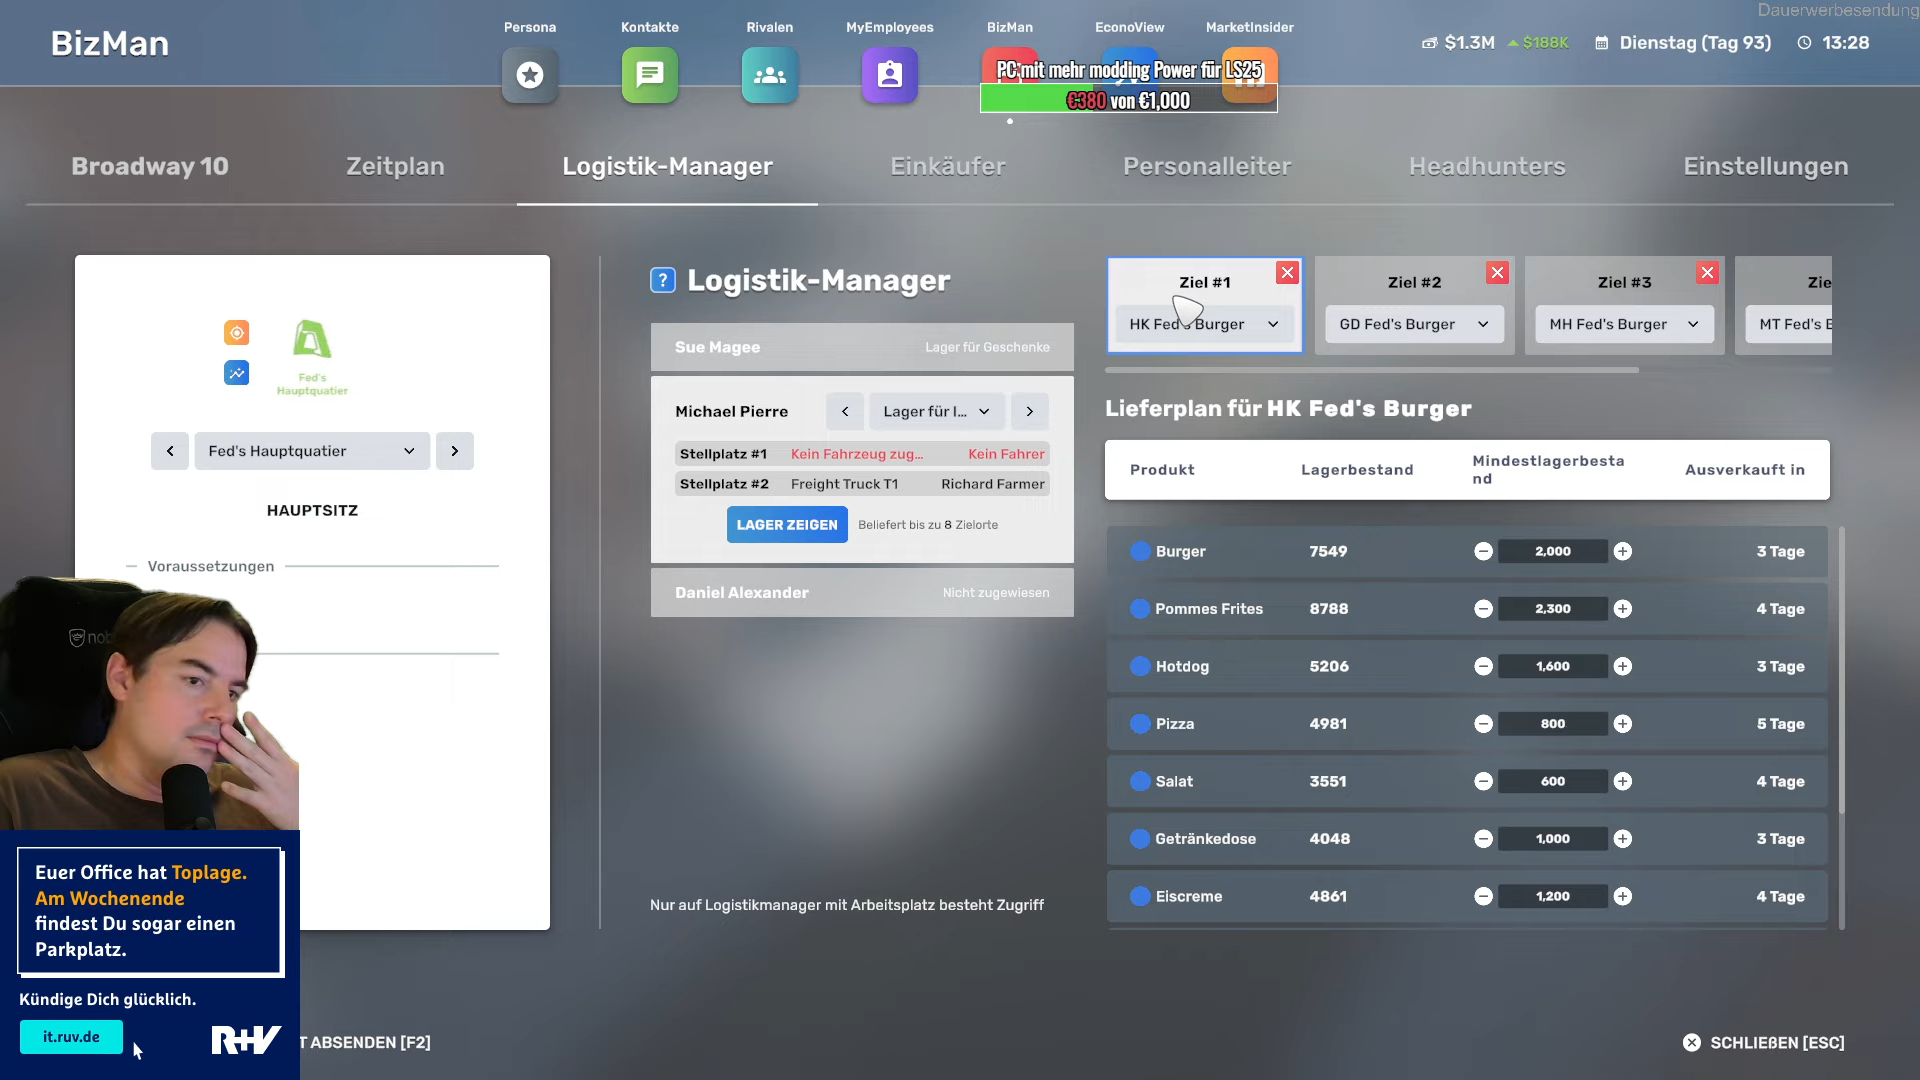 Dauerwerbesendung
BizMan
Persona
Kontakte
Rivalen
MyEmployees
BizMan
EconoView
MarketInsider
$1.3M
$188K
Dienstag (Tag 93)
13:28
PC mit mehr modding Power für LS25
€380 von €1,000
Broadway 10
Zeitplan
Logistik-Manager
Einkäufer
Personalleiter
Headhunters
Einstellungen
Fed's
Hauptquatier
Fed's Hauptquatier
HAUPTSITZ
Voraussetzungen
? Logistik-Manager
Sue Magee
Lager für Geschenke
Michael Pierre
Lager für I...
Stellplatz #1
Kein Fahrzeug zug...
Kein Fahrer
Stellplatz #2
Freight Truck T1
Richard Farmer
LAGER ZEIGEN
Beliefert bis zu 8 Zielorte
Daniel Alexander
Nicht zugewiesen
Nur auf Logistikmanager mit Arbeitsplatz besteht Zugriff
Ziel #1
HK Fed's Burger
Ziel #2
GD Fed's Burger
Ziel #3
MH Fed's Burger
Zie
MT Fed's B
Lieferplan für HK Fed's Burger
Produkt
Lagerbestand
Mindestlagerbesta
nd
Ausverkauft in
Burger 7549 2,000 3 Tage
Pommes Frites 8788 2,300 4 Tage
Hotdog 5206 1,600 3 Tage
Pizza 4981 800 5 Tage
Salat 3551 600 4 Tage
Getränkedose 4048 1,000 3 Tage
Eiscreme 4861 1,200 4 Tage
Euer Office hat Toplage.
Am Wochenende
findest Du sogar einen
Parkplatz.
Kündige Dich glücklich.
it.ruv.de
R+V
T ABSENDEN [F2]
SCHLIEẞEN [ESC]